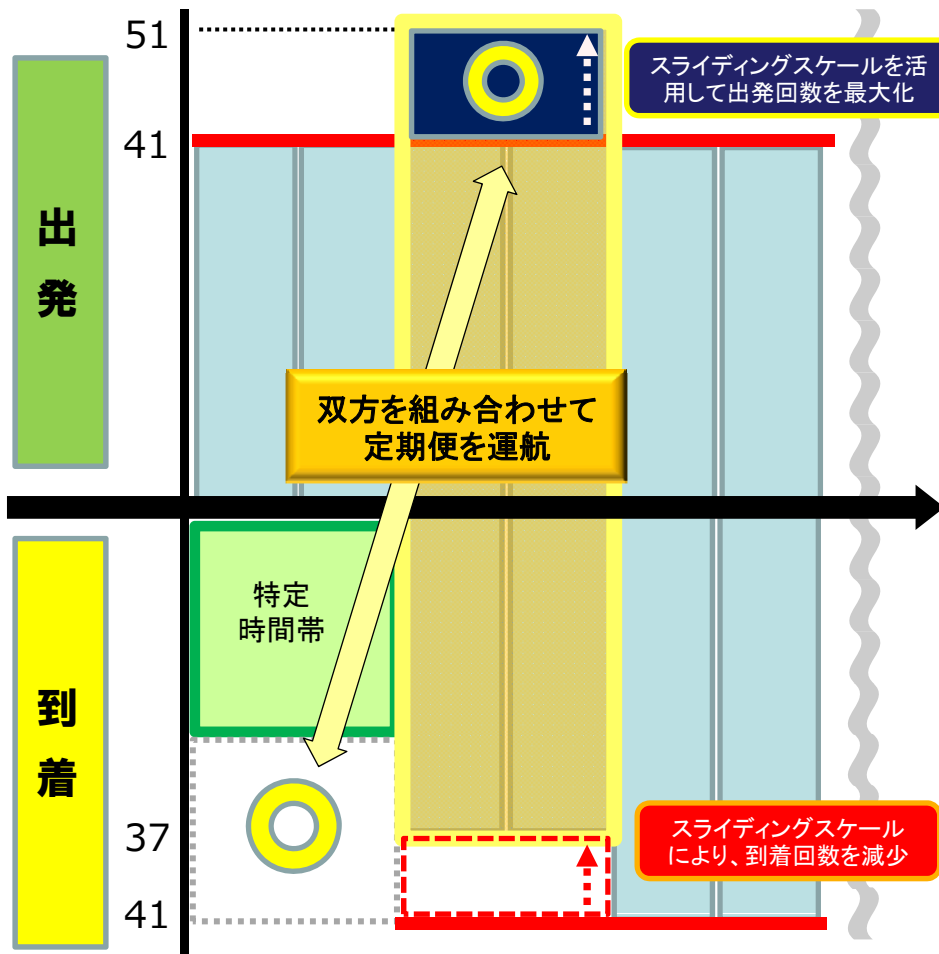 51
スライディングスケールを活
用して出発回数を最大化
41
出
発
双方を組み合わせて
定期便を運航
特定
時間帯
到
着
37
スライディングスケール
により、到着回数を減少
41